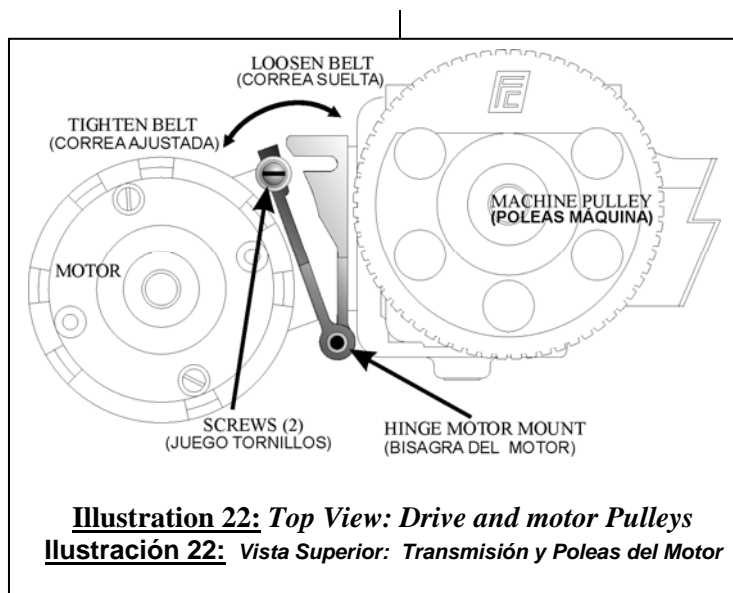 LOOSEN BELT
(CORREA SUELTA)
TIGHTEN BELT
(CORREA AJUSTADA)
MACHINE PULLEY
(POLEAS MÁQUINA)
MOTOR
SCREWS (2)
(JUEGO TORNILLOS)
HINGE MOTOR MOUNT
(BISAGRA DEL MOTOR)
Illustration 22: Top View: Drive and motor Pulleys
Ilustración 22: Vista Superior: Transmisión y Poleas del Motor